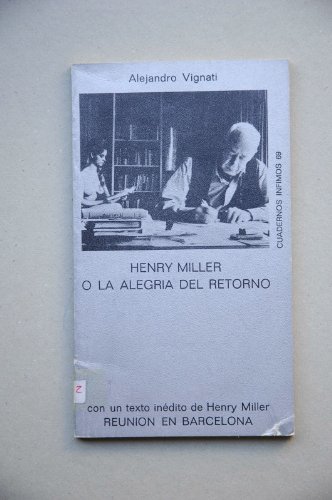 Alejandro Vignati
CUADERNOS INFIMOS 69
HENRY MILLER
O LA ALEGRIA DEL RETORNO
Z
con un texto inédito de Henry Miller
REUNION EN BARCELONA